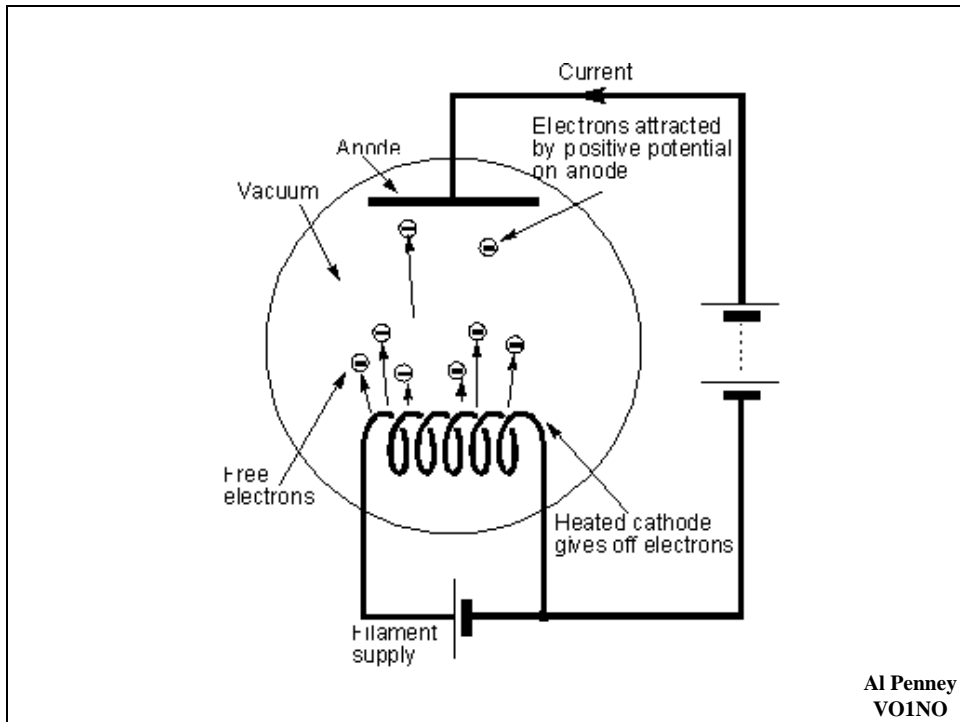 Current
Electrons attracted
by positive potential
on anode
Anode
Vacuum
Free
electrons
Heated cathode
gives off electrons
Filament
supply
Al Penney
VO1NO